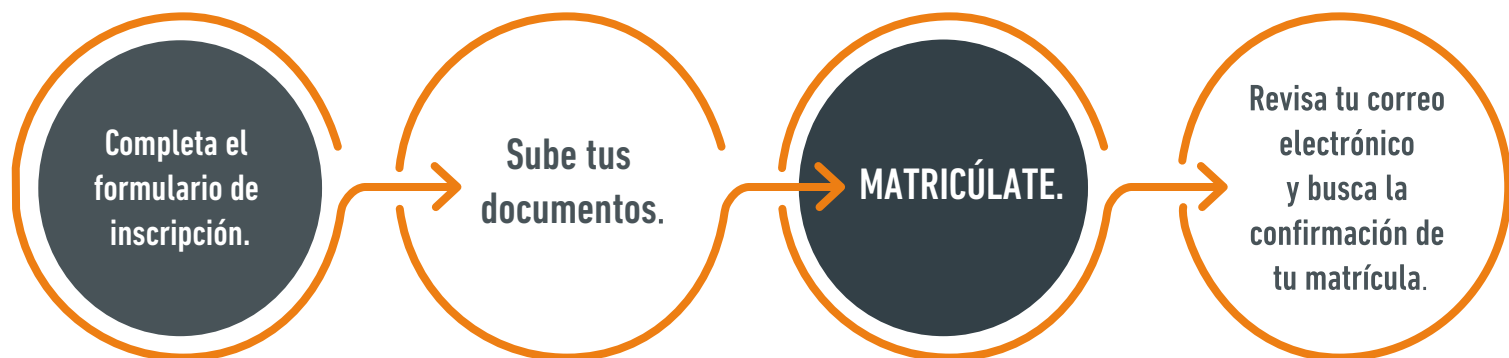 Completa el
formulario de
inscripción.
Sube tus
documentos.
MATRICÚLATE.
Revisa tu correo
electrónico
y busca la
confirmación de
tu matrícula.